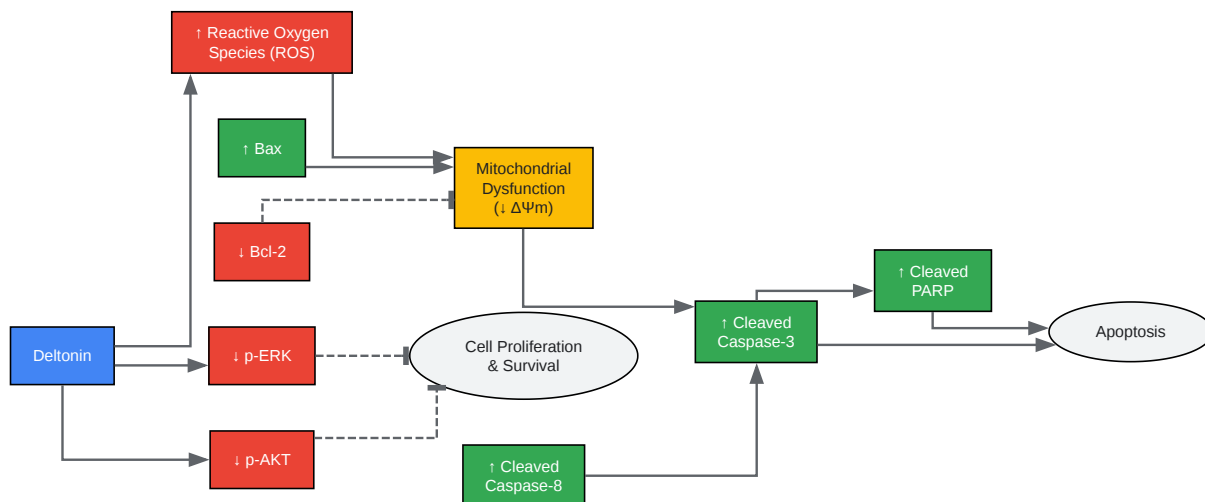 ↑ Reactive Oxygen
Species (ROS)
↑ Bax
Mitochondrial
Dysfunction
(↓ ΔΨm)
↓ Bcl-2
↑ Cleaved
PARP
↑ Cleaved
Caspase-3
Apoptosis
Deltonin
↓ p-ERK
Cell Proliferation
& Survival
↓ p-AKT
↑ Cleaved
Caspase-8